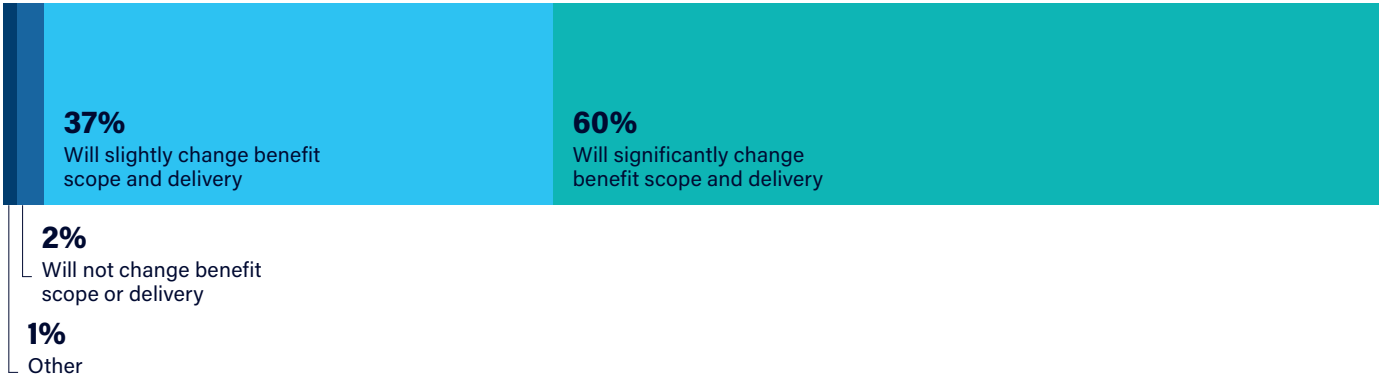 37%
Will slightly change benefit
scope and delivery
60%
Will significantly change
benefit scope and delivery
2%
Will not change benefit
scope or delivery
1%
Other